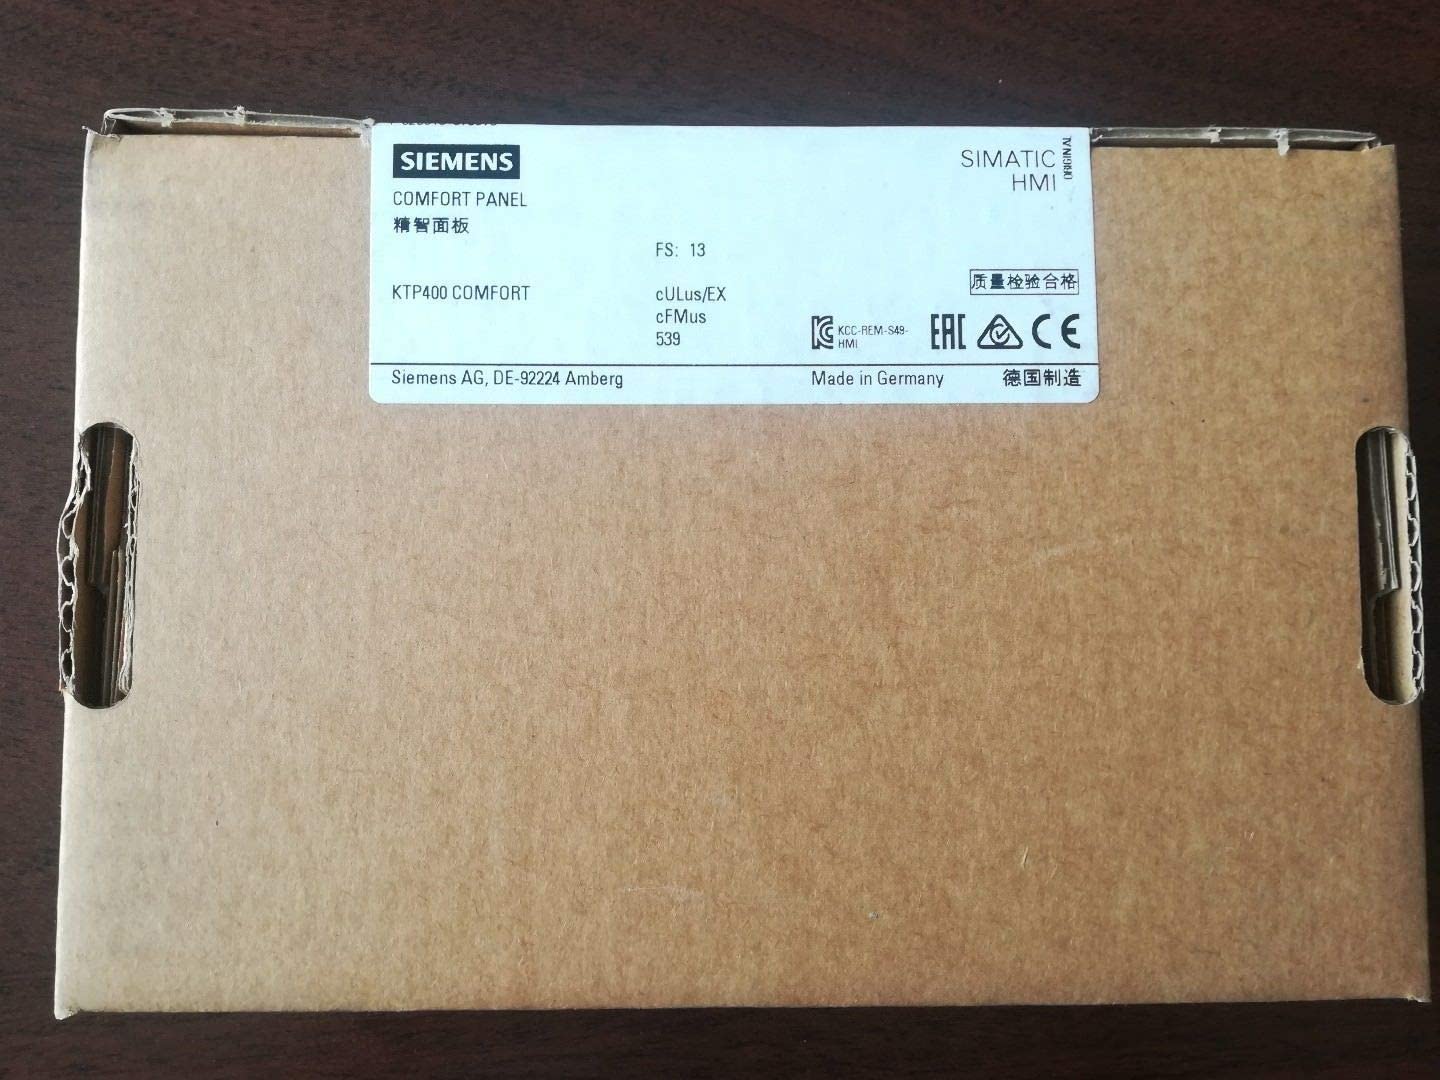 SIEMENS
SIMATIC
HMI
ORIGINAL
COMFORT PANEL
精智面板
FS: 13
KTP400 COMFORT
cULus/EX
cFMus
539
质量检验合格
KCC-REM-S49-
HMI
EAC
CE
Siemens AG, DE-92224 Amberg
Made in Germany
德国制造